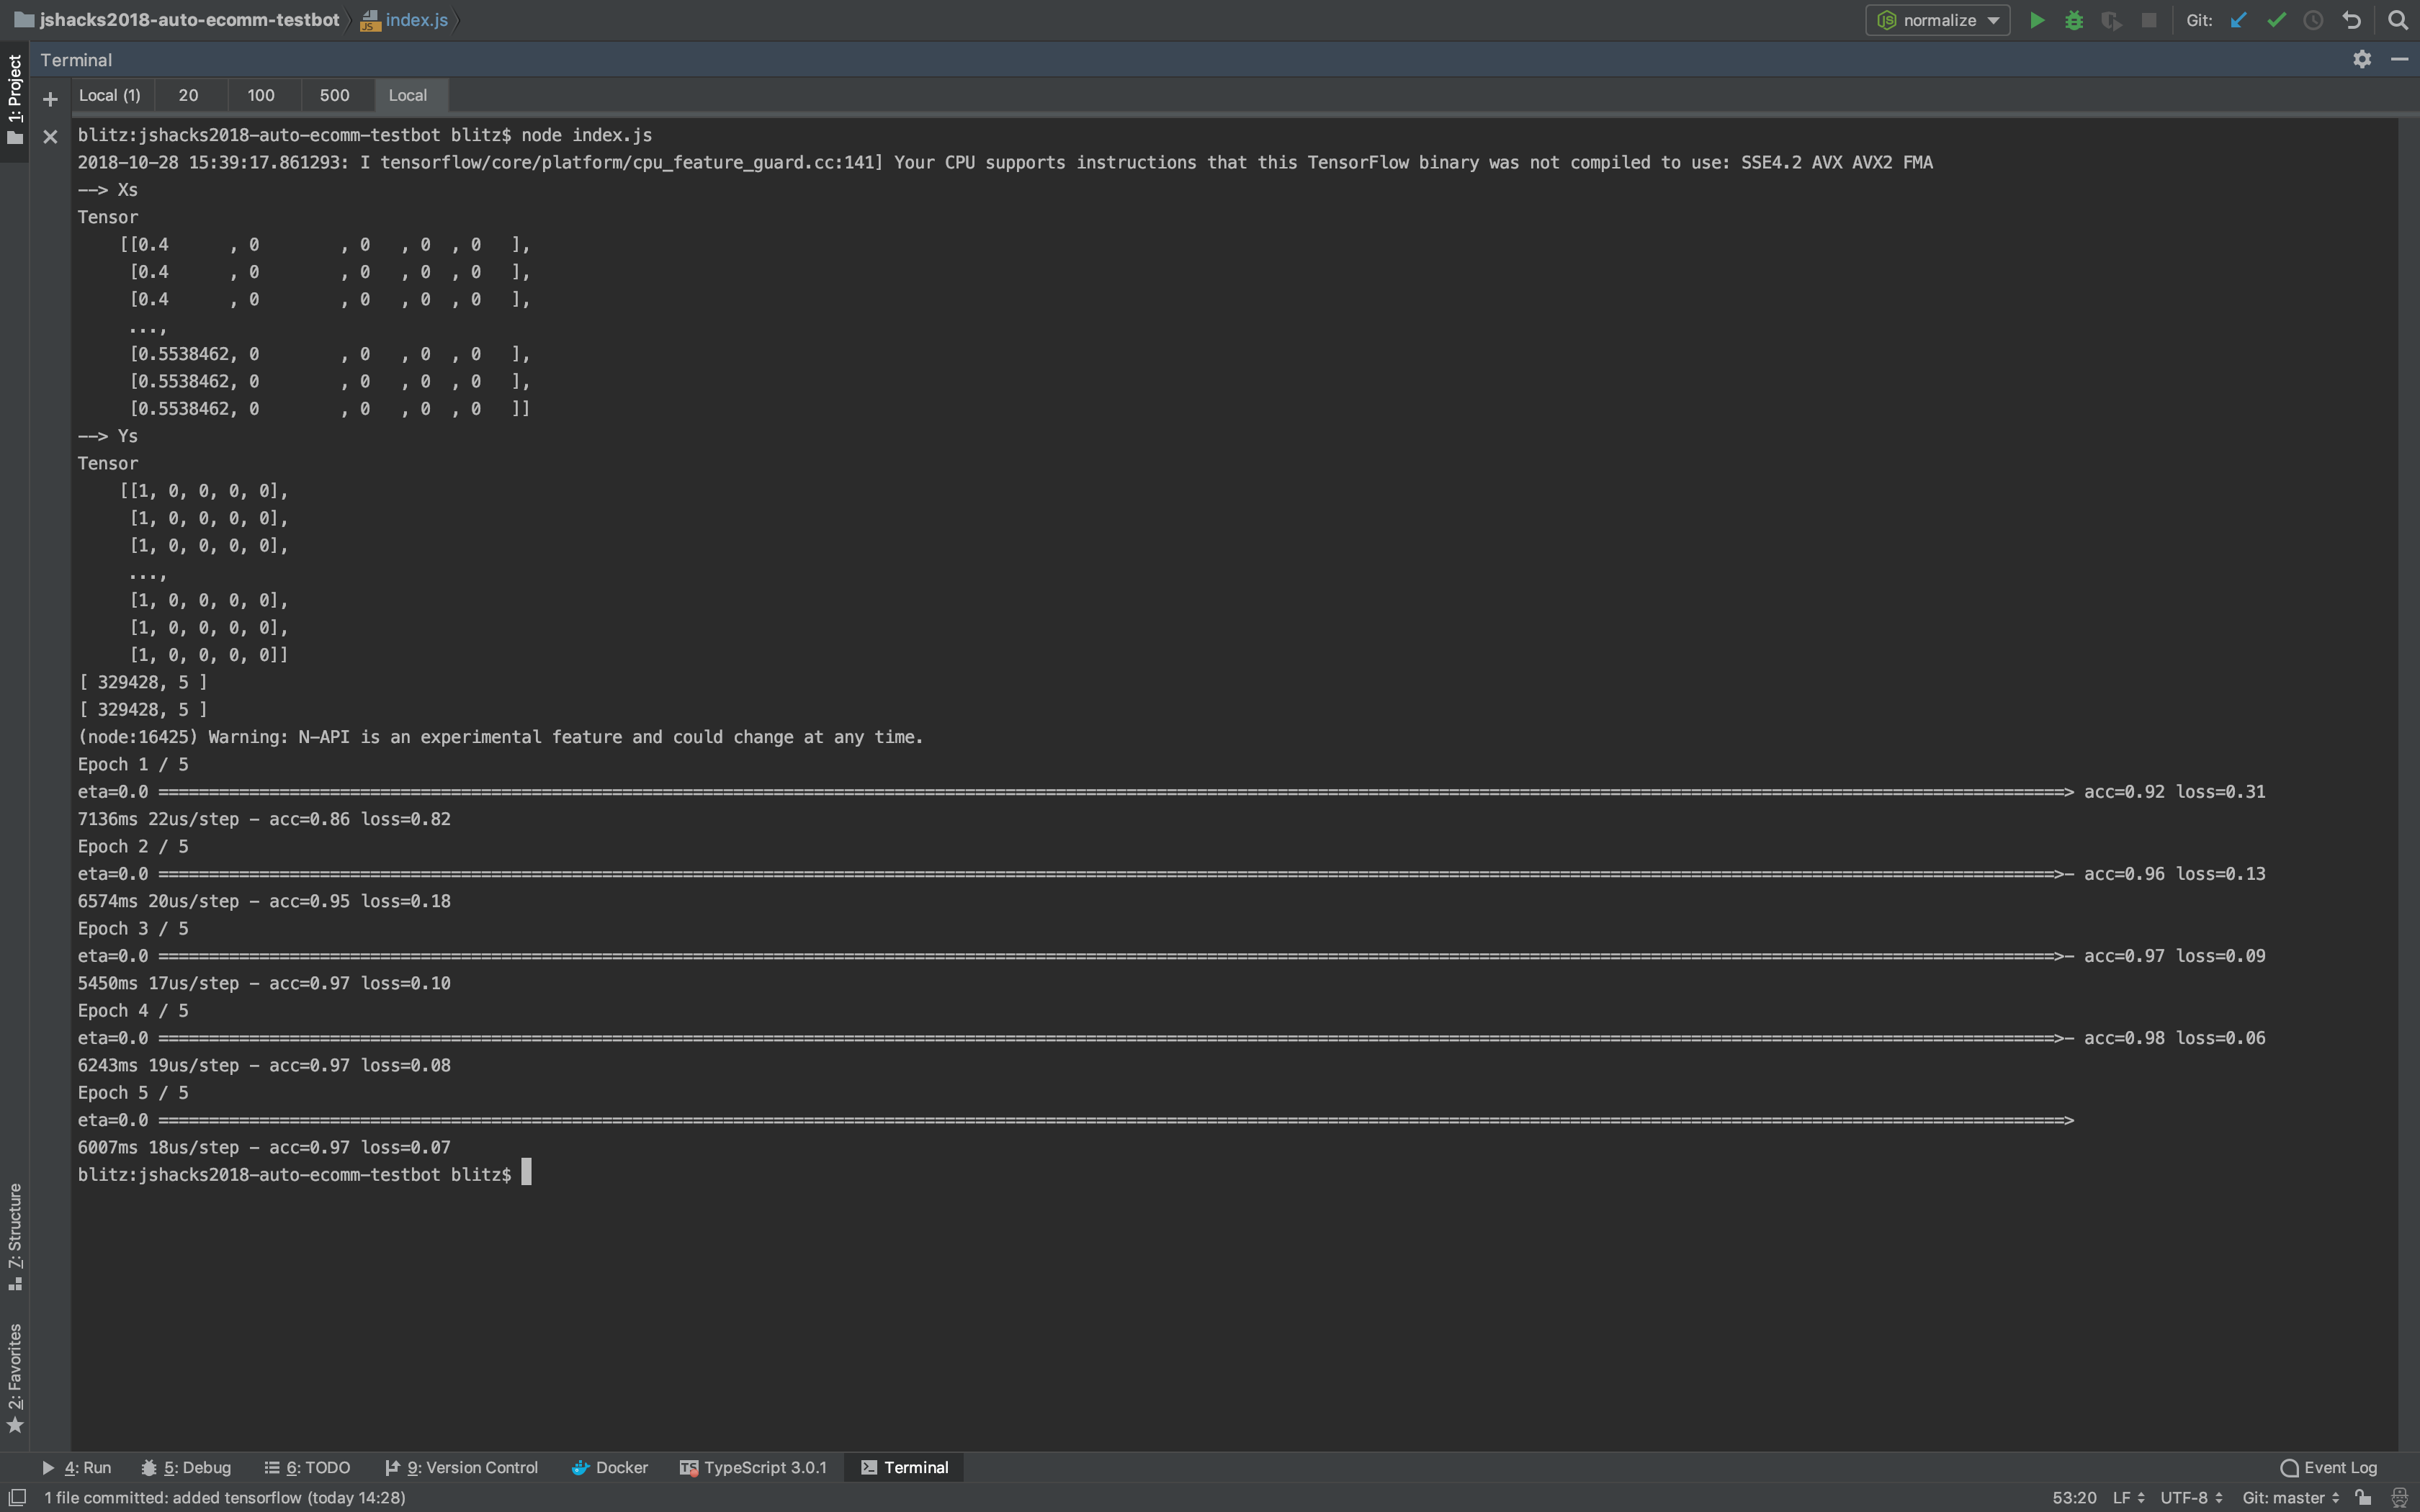 jshacks2018-auto-ecomm-testbot index.js normalize Git:
Terminal
1: Project
Local (1) 20 100 500 Local
blitz:jshacks2018-auto-ecomm-testbot blitz$ node index.js
2018-10-28 15:39:17.861293: I tensorflow/core/platform/cpu_feature_guard.cc:141] Your CPU supports instructions that this TensorFlow binary was not compiled to use: SSE4.2 AVX AVX2 FMA
--> Xs
Tensor
    [[0.4      , 0        , 0   , 0  , 0   ],
     [0.4      , 0        , 0   , 0  , 0   ],
     [0.4      , 0        , 0   , 0  , 0   ],
     ...,
     [0.5538462, 0        , 0   , 0  , 0   ],
     [0.5538462, 0        , 0   , 0  , 0   ],
     [0.5538462, 0        , 0   , 0  , 0   ]]
--> Ys
Tensor
    [[1, 0, 0, 0, 0],
     [1, 0, 0, 0, 0],
     [1, 0, 0, 0, 0],
     ...,
     [1, 0, 0, 0, 0],
     [1, 0, 0, 0, 0],
     [1, 0, 0, 0, 0]]
[ 329428, 5 ]
[ 329428, 5 ]
(node:16425) Warning: N-API is an experimental feature and could change at any time.
Epoch 1 / 5
eta=0.0 ==========> acc=0.92 loss=0.31
7136ms 22us/step - acc=0.86 loss=0.82
Epoch 2 / 5
eta=0.0 ==========>- acc=0.96 loss=0.13
6574ms 20us/step - acc=0.95 loss=0.18
Epoch 3 / 5
eta=0.0 ==========>- acc=0.97 loss=0.09
5450ms 17us/step - acc=0.97 loss=0.10
Epoch 4 / 5
eta=0.0 ==========>- acc=0.98 loss=0.06
6243ms 19us/step - acc=0.97 loss=0.08
Epoch 5 / 5
eta=0.0 ==========>
6007ms 18us/step - acc=0.97 loss=0.07
blitz:jshacks2018-auto-ecomm-testbot blitz$
7: Structure
2: Favorites
4: Run 5: Debug 6: TODO 9: Version Control Docker TypeScript 3.0.1 Terminal Event Log
1 file committed: added tensorflow (today 14:28) 53:20 LF UTF-8 Git: master